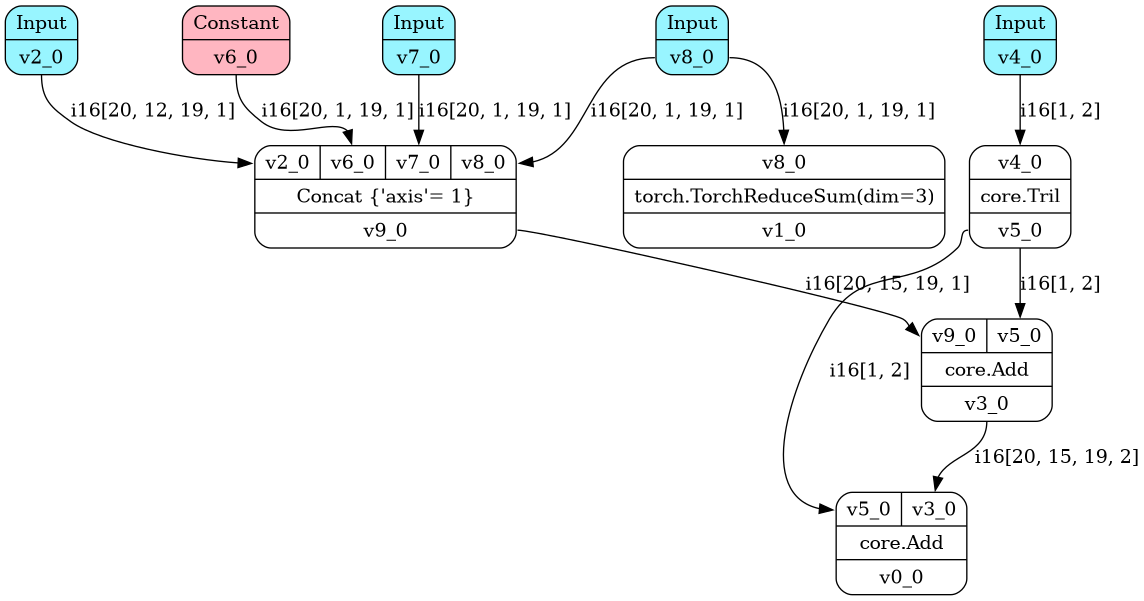 Input
v2_0
Constant
v6_0
Input
v7_0
Input
v8_0
Input
v4_0
i16[20, 12, 19, 1]
i16[20, 1, 19, 1]
i16[20, 1, 19, 1]
i16[20, 1, 19, 1]
i16[20, 1, 19, 1]
i16[1, 2]
v2_0 v6_0 v7_0 v8_0
Concat {'axis'= 1}
v9_0
v8_0
torch.TorchReduceSum(dim=3)
v1_0
v4_0
core.Tril
v5_0
i16[20, 15, 19, 1]
i16[1, 2]
v9_0 v5_0
core.Add
v3_0
i16[1, 2]
i16[20, 15, 19, 2]
v5_0 v3_0
core.Add
v0_0